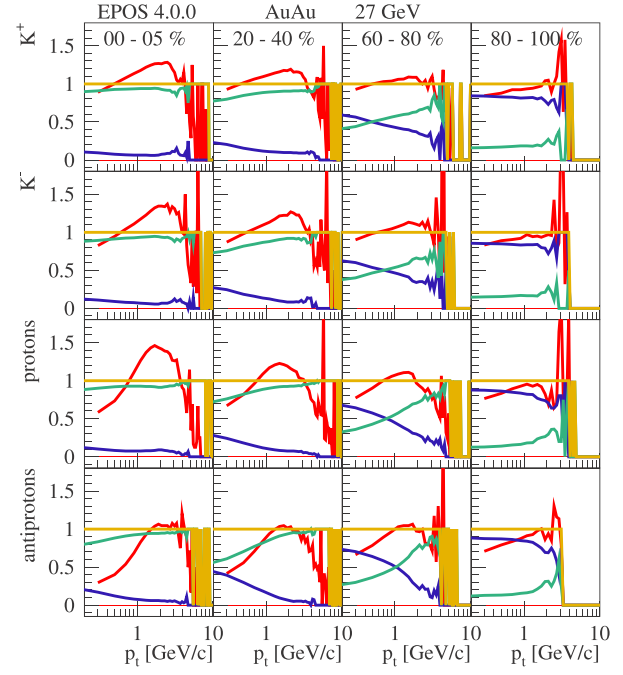 EPOS 4.0.0 AuAu 27 GeV
K⁺ 00 - 05 % 20 - 40 % 60 - 80 % 80 - 100 %
1.5
1
0.5
0
K⁻
1.5
1
0.5
0
protons
1.5
1
0.5
0
antiprotons
1.5
1
0.5
0
1 10 1 10 1 10 1 10
pₜ [GeV/c] pₜ [GeV/c] pₜ [GeV/c] pₜ [GeV/c]